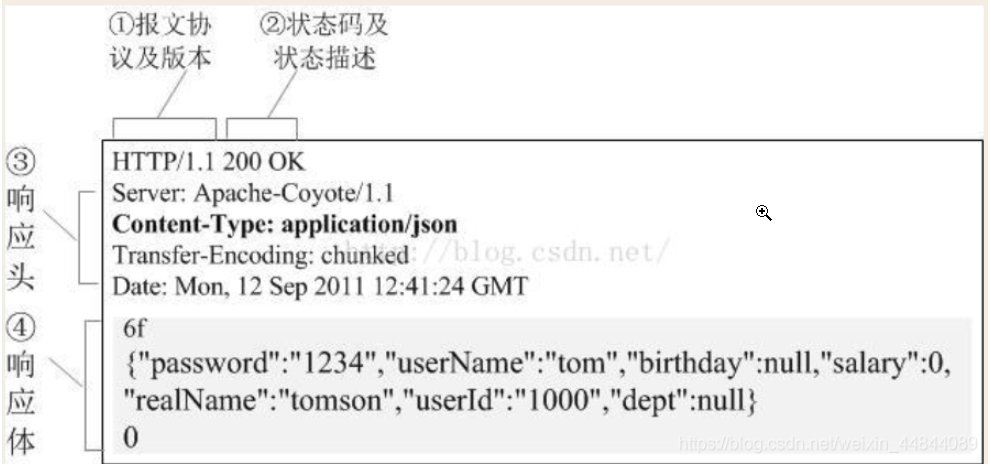 ①报文协
议及版本
②状态码及
状态描述
③
响
应
头
HTTP/1.1 200 OK
Server: Apache-Coyote/1.1
Content-Type: application/json
Transfer-Encoding: chunked
Date: Mon, 12 Sep 2011 12:41:24 GMT
http://blog.csdn.net/
④
响
应
体
6f
{"password":"1234","userName":"tom","birthday":null,"salary":0,
"realName":"tomson","userId":"1000","dept":null}
0
https://blog.csdn.net/weixin_44844089